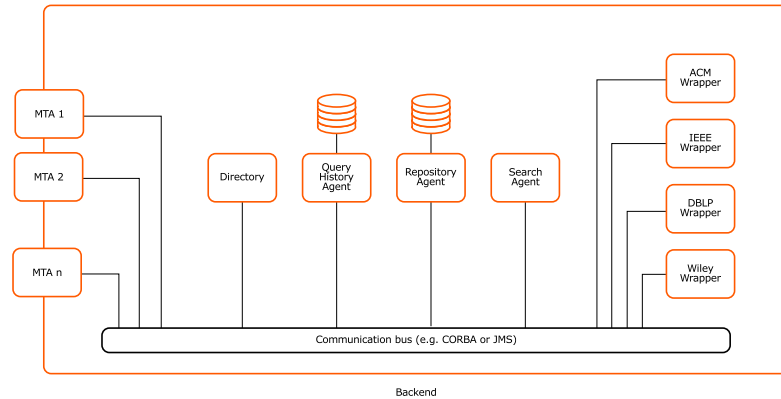 MTA 1
MTA 2
MTA n
Directory
Query
History
Agent
Repository
Agent
Search
Agent
ACM
Wrapper
IEEE
Wrapper
DBLP
Wrapper
Wiley
Wrapper
Communication bus (e.g. CORBA or JMS)
Backend